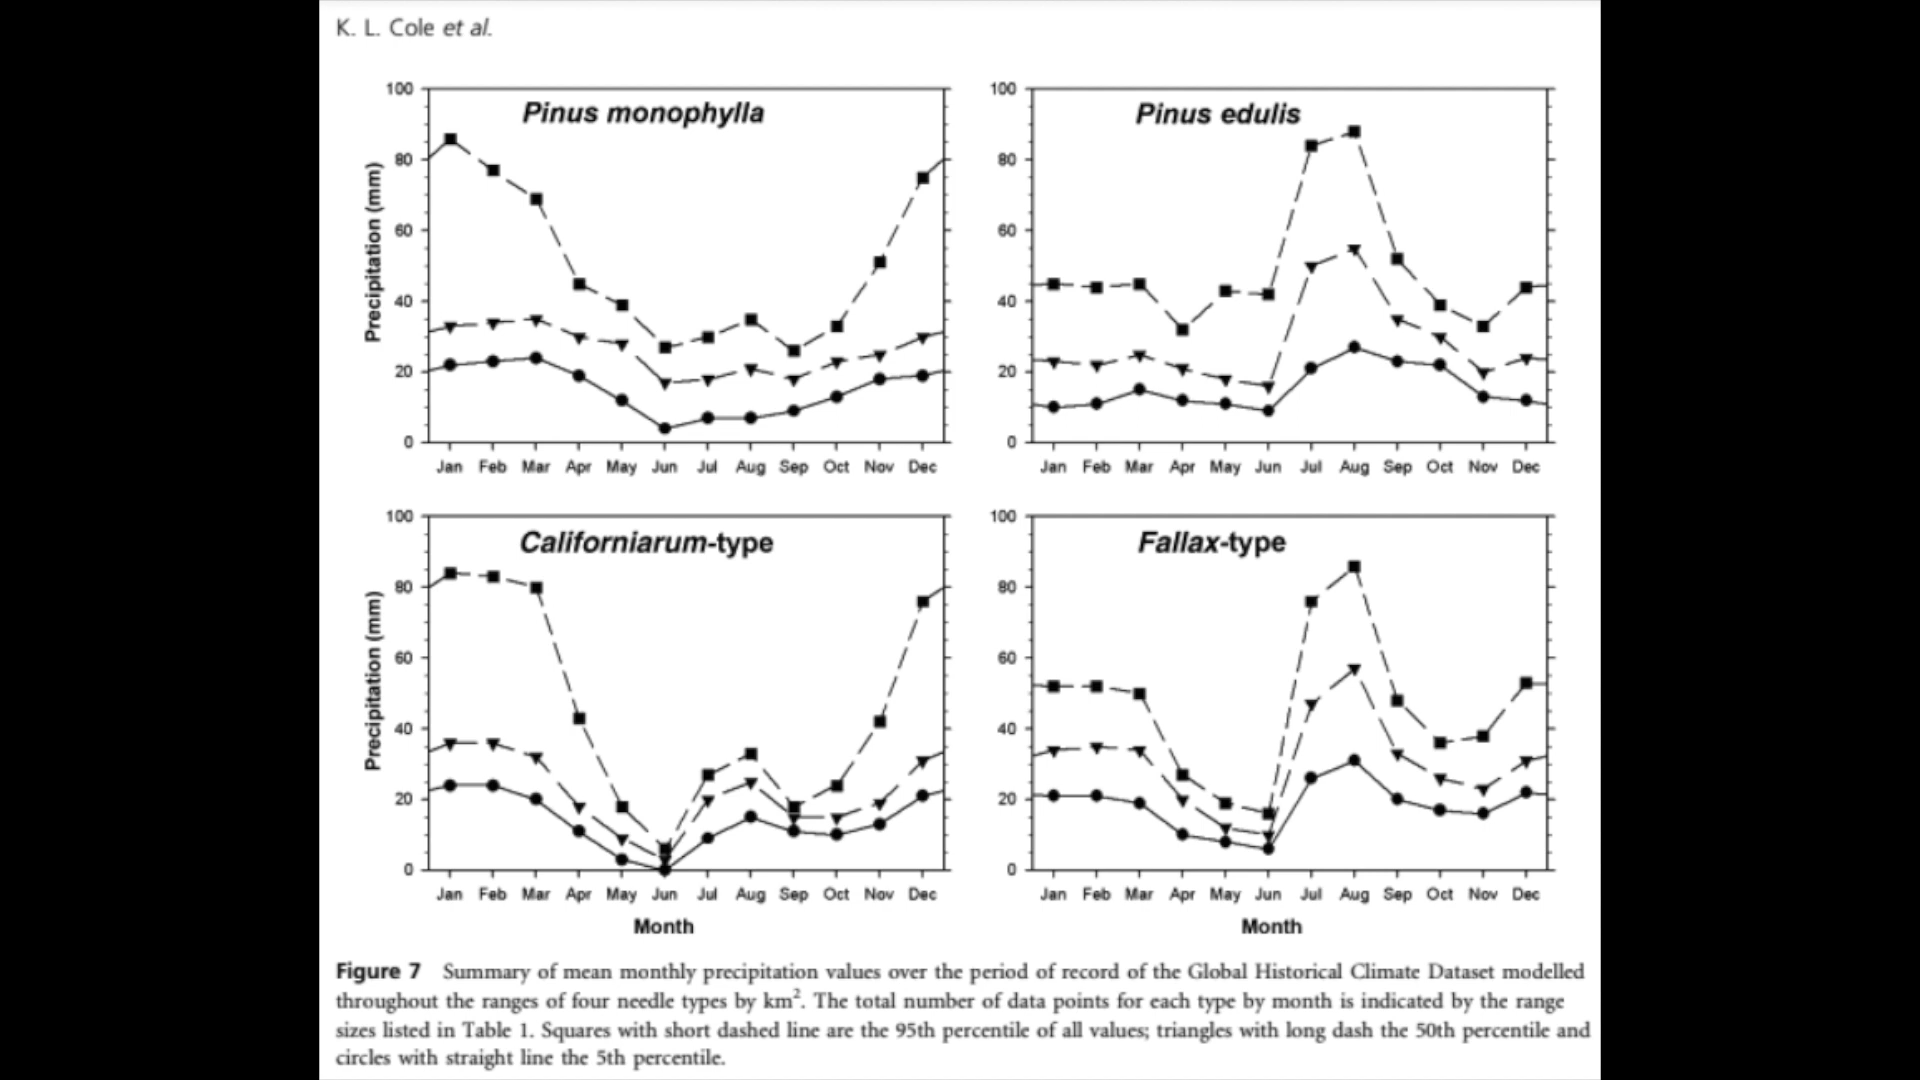 K. L. Cole et al.
Pinus monophylla
Precipitation (mm)
100
80
60
40
20
0
Jan Feb Mar Apr May Jun Jul Aug Sep Oct Nov Dec
Pinus edulis
100
80
60
40
20
0
Jan Feb Mar Apr May Jun Jul Aug Sep Oct Nov Dec
Californiarum-type
Precipitation (mm)
100
80
60
40
20
0
Jan Feb Mar Apr May Jun Jul Aug Sep Oct Nov Dec
Month
Fallax-type
100
80
60
40
20
0
Jan Feb Mar Apr May Jun Jul Aug Sep Oct Nov Dec
Month
Figure 7 Summary of mean monthly precipitation values over the period of record of the Global Historical Climate Dataset modelled
throughout the ranges of four needle types by km². The total number of data points for each type by month is indicated by the range
sizes listed in Table 1. Squares with short dashed line are the 95th percentile of all values; triangles with long dash the 50th percentile and
circles with straight line the 5th percentile.